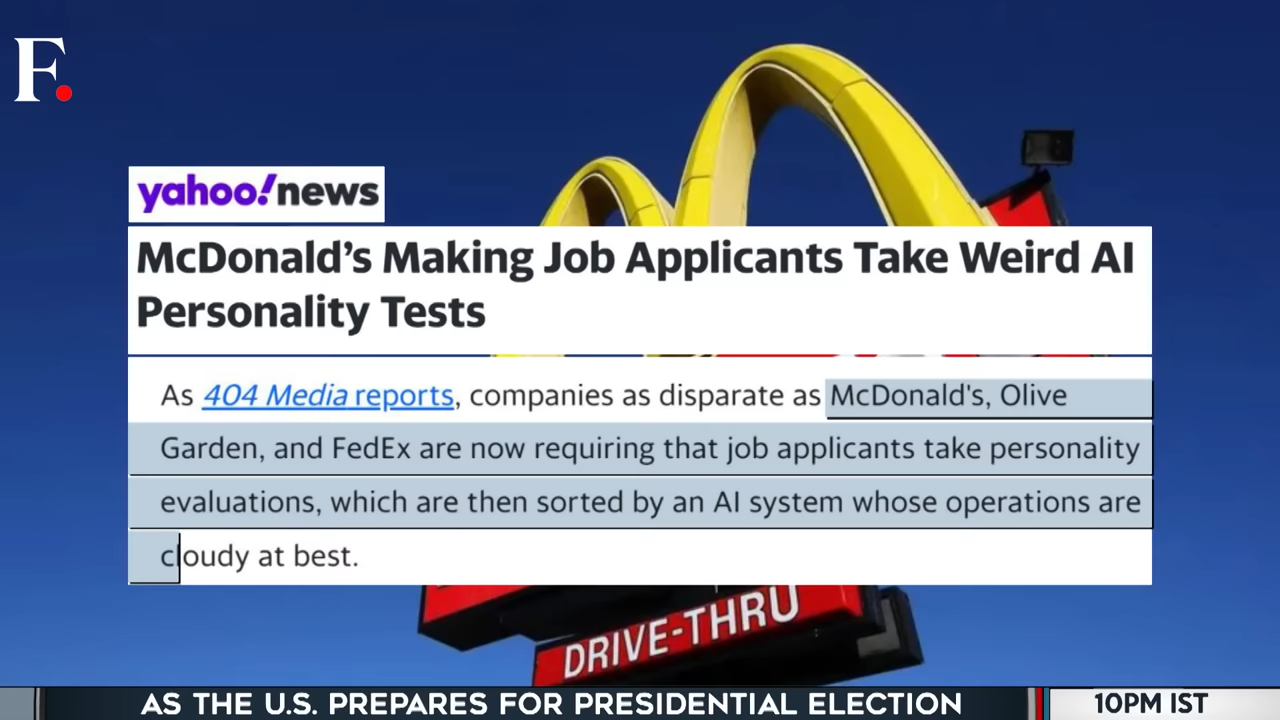 F.
yahoo!news
McDonald's Making Job Applicants Take Weird AI
Personality Tests
As 404 Media reports, companies as disparate as McDonald's, Olive
Garden, and FedEx are now requiring that job applicants take personality
evaluations, which are then sorted by an AI system whose operations are
cloudy at best.
DRIVE-THRU
AS THE U.S. PREPARES FOR PRESIDENTIAL ELECTION
10PM IST